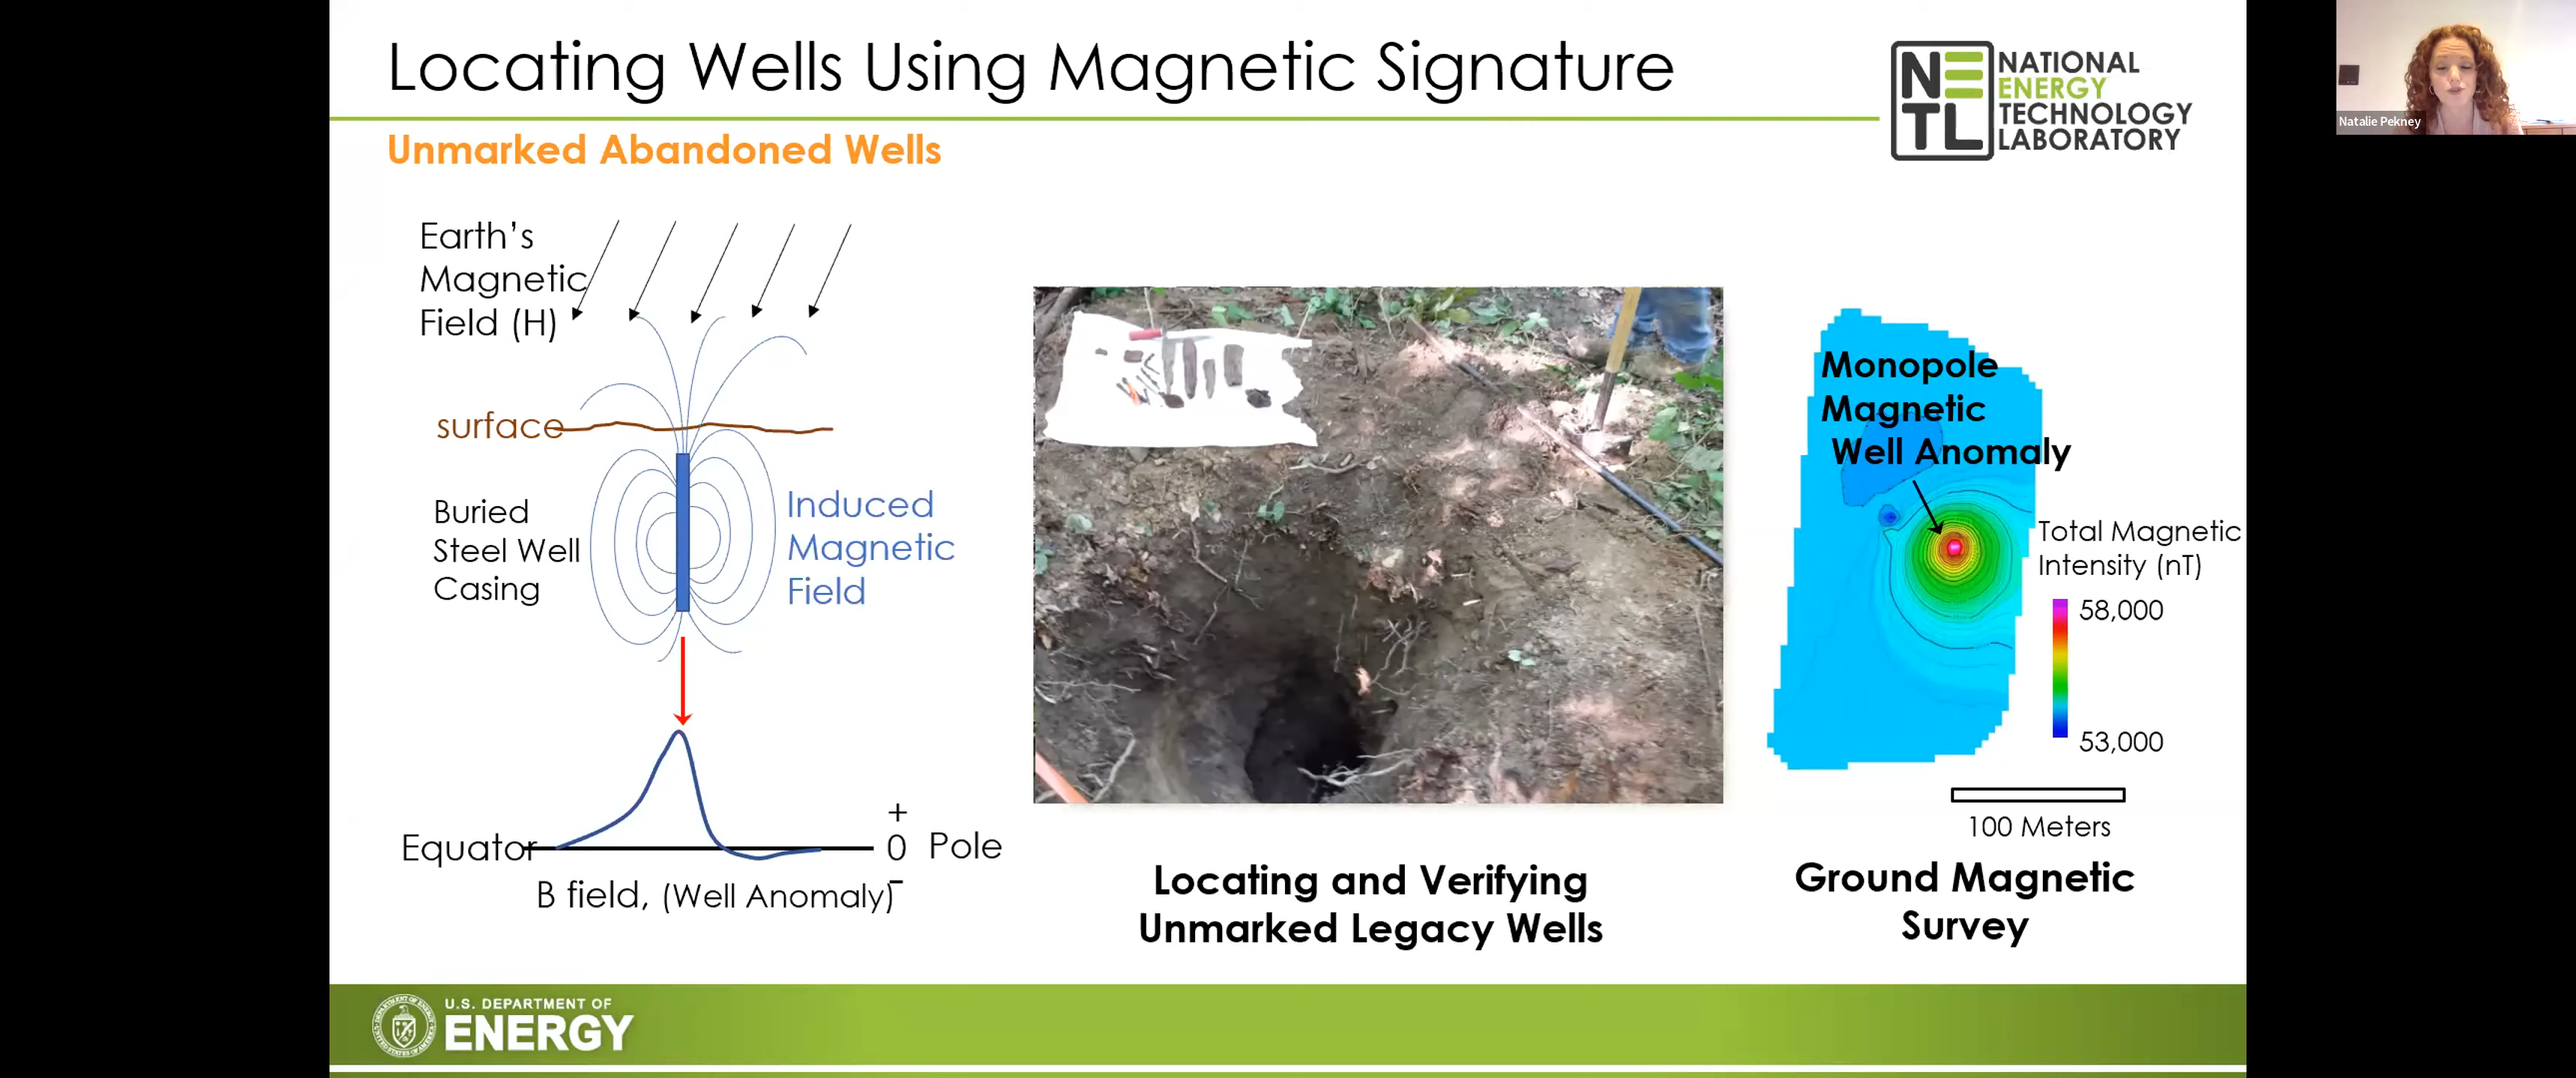 Locating Wells Using Magnetic Signature
NATIONAL
ENERGY
TECHNOLOGY
LABORATORY
NE
TL
Natalie Pekney
Unmarked Abandoned Wells
Earth's
Magnetic
Field (H)
surface
Buried
Steel Well
Casing
Induced
Magnetic
Field
+
Equator 0 Pole
-
B field, (Well Anomaly)
Locating and Verifying
Unmarked Legacy Wells
Monopole
Magnetic
Well Anomaly
Total Magnetic
Intensity (nT)
58,000
53,000
100 Meters
Ground Magnetic
Survey
U.S. DEPARTMENT OF
ENERGY